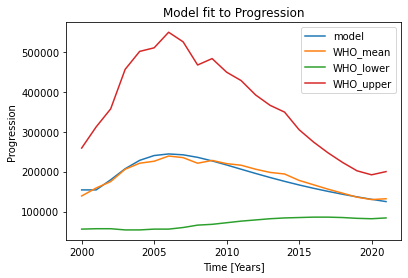 Model fit to Progression
model
WHO_mean
WHO_lower
WHO_upper
Progression
500000
400000
300000
200000
100000
2000
2005
2010
2015
2020
Time [Years]